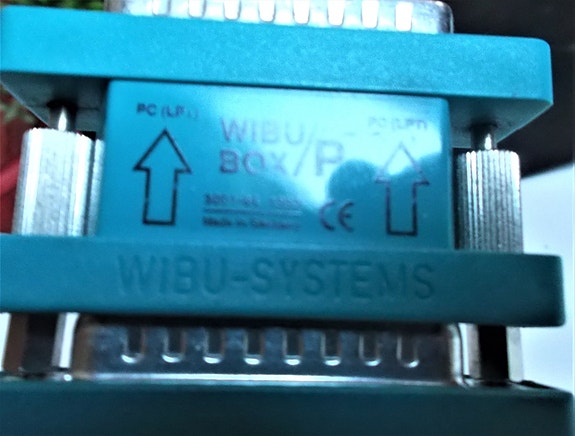 PC (LPT) PC (LPT)
WIBU/
BOX/P
Made in Germany CE
WIBU-SYSTEMS